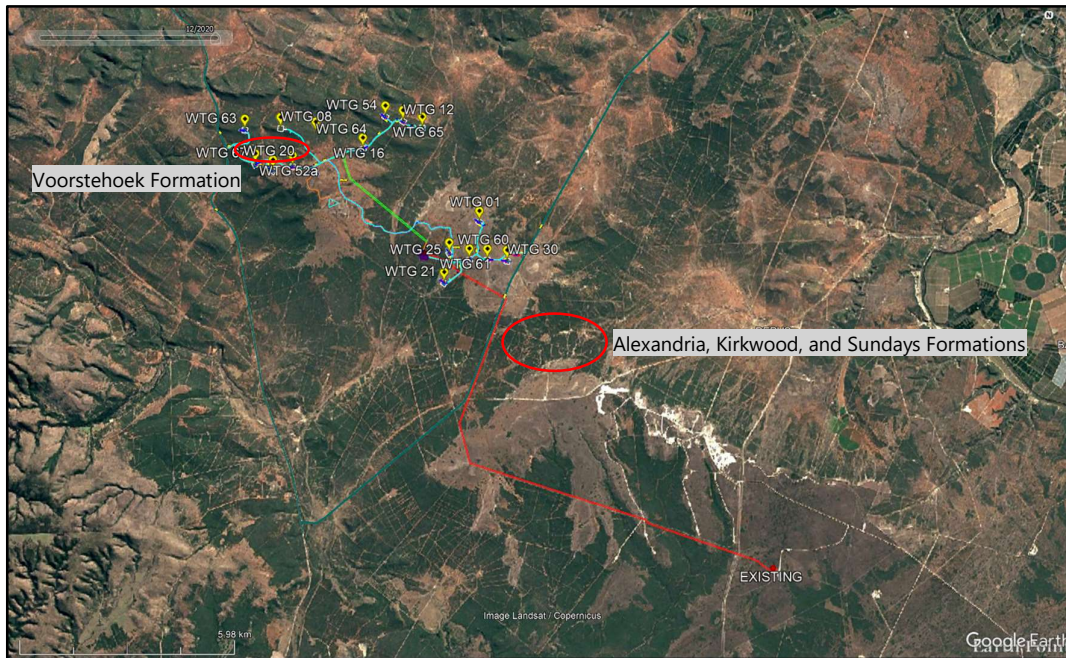 12/2020
N
WTG 54
WTG 12
WTG 63
WTG 08
WTG 64
WTG 65
WTG 20
WTG 16
WTG 52a
Voorstehoek Formation
WTG 01
WTG 25
WTG 60
WTG 30
WTG 61
WTG 21
Alexandria, Kirkwood, and Sundays Formations
EXISTING
Image Landsat / Copernicus
5.98 km
Google Earth